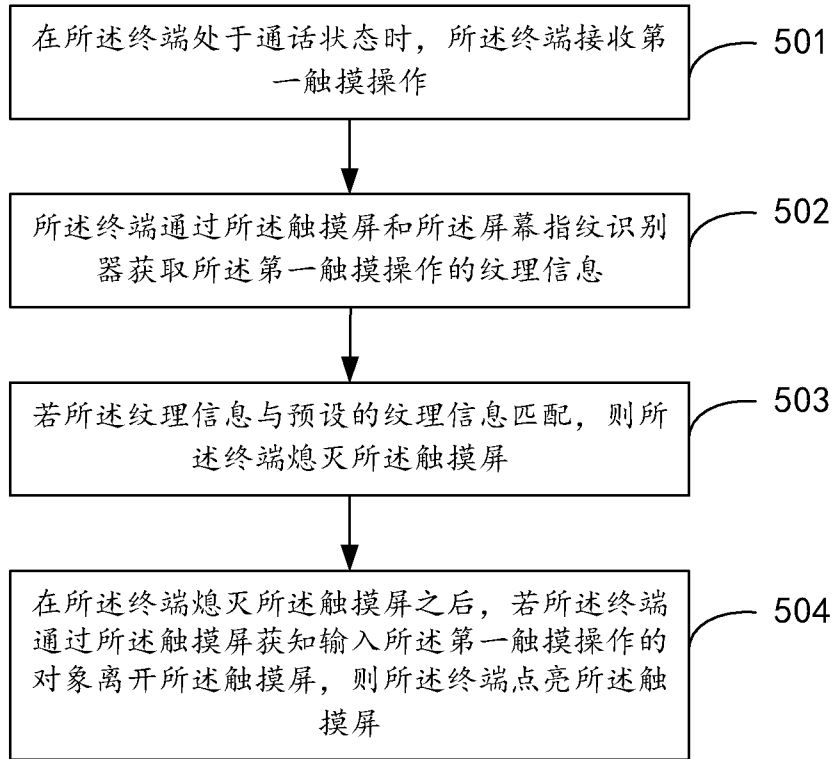 在所述终端处于通话状态时，所述终端接收第
一触摸操作
501
所述终端通过所述触摸屏和所述屏幕指纹识别
器获取所述第一触摸操作的纹理信息
502
若所述纹理信息与预设的纹理信息匹配，则所
述终端熄灭所述触摸屏
503
在所述终端熄灭所述触摸屏之后，若所述终端
通过所述触摸屏获知输入所述第一触摸操作的
对象离开所述触摸屏，则所述终端点亮所述触
摸屏
504